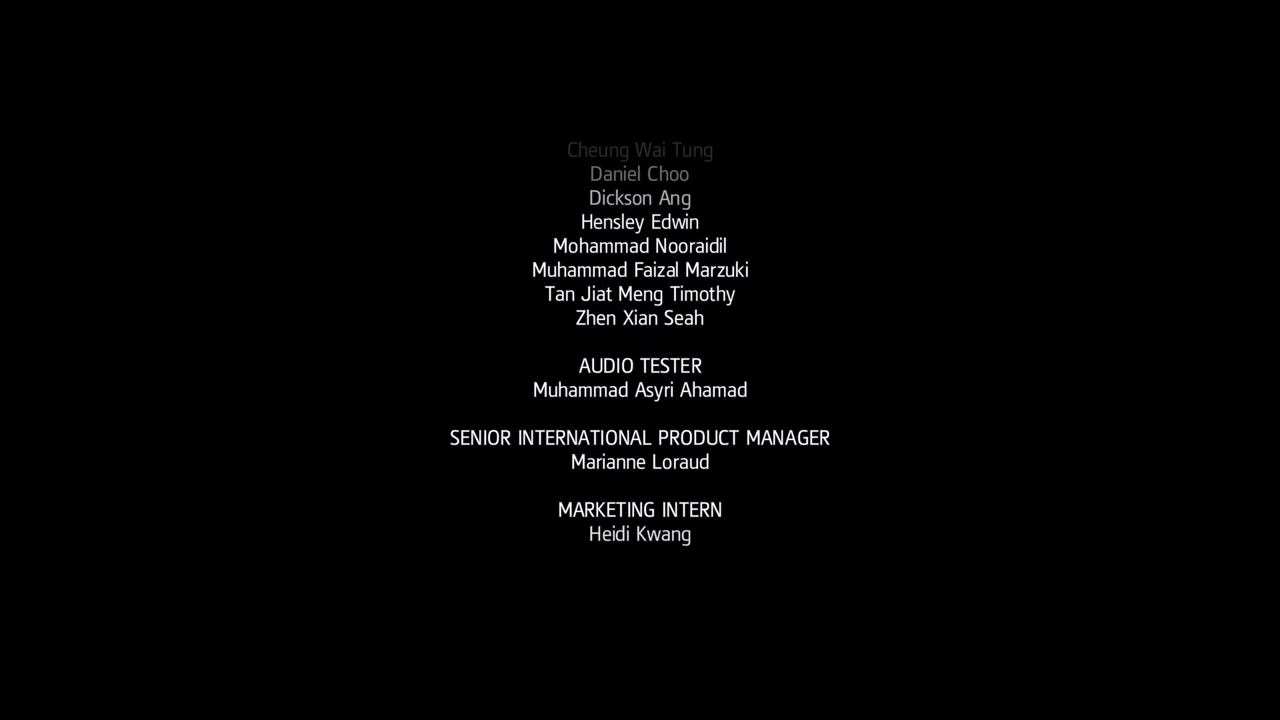 Cheung Wai Tung
Daniel Choo
Dickson Ang
Hensley Edwin
Mohammad Nooraidil
Muhammad Faizal Marzuki
Tan Jiat Meng Timothy
Zhen Xian Seah
AUDIO TESTER
Muhammad Asyri Ahamad
SENIOR INTERNATIONAL PRODUCT MANAGER
Marianne Loraud
MARKETING INTERN
Heidi Kwang